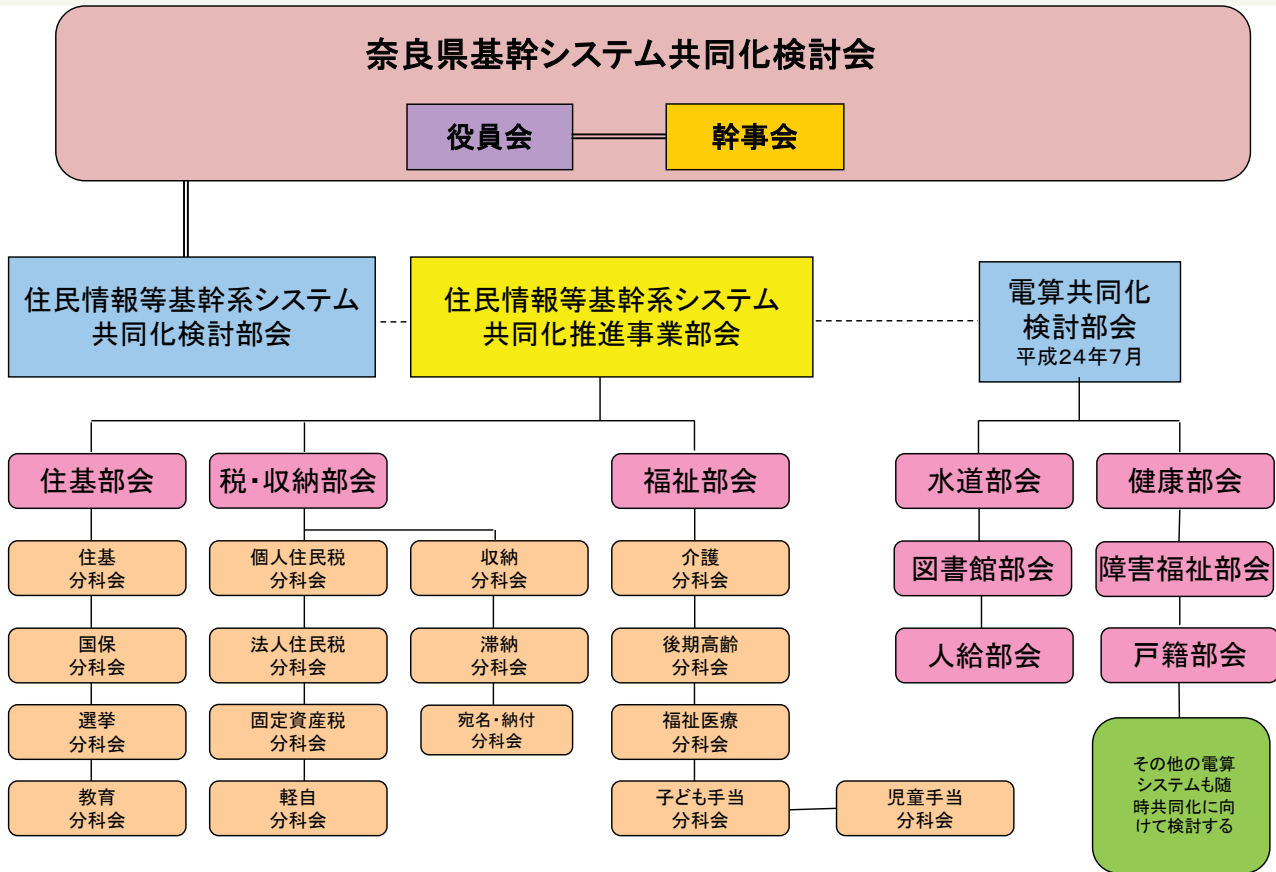 奈良県基幹システム共同化検討会
役員会
幹事会
住民情報等基幹系システム
共同化検討部会
住民情報等基幹系システム
共同化推進事業部会
電算共同化
検討部会
平成24年7月
住基部会
税・収納部会
福祉部会
水道部会
健康部会
住基
分科会
個人住民税
分科会
収納
分科会
介護
分科会
図書館部会
障害福祉部会
国保
分科会
法人住民税
分科会
滞納
分科会
後期高齢
分科会
人給部会
戸籍部会
選挙
分科会
固定資産税
分科会
宛名・納付
分科会
福祉医療
分科会
教育
分科会
軽自
分科会
子ども手当
分科会
児童手当
分科会
その他の電算
システムも随
時共同化に向
けて検討する